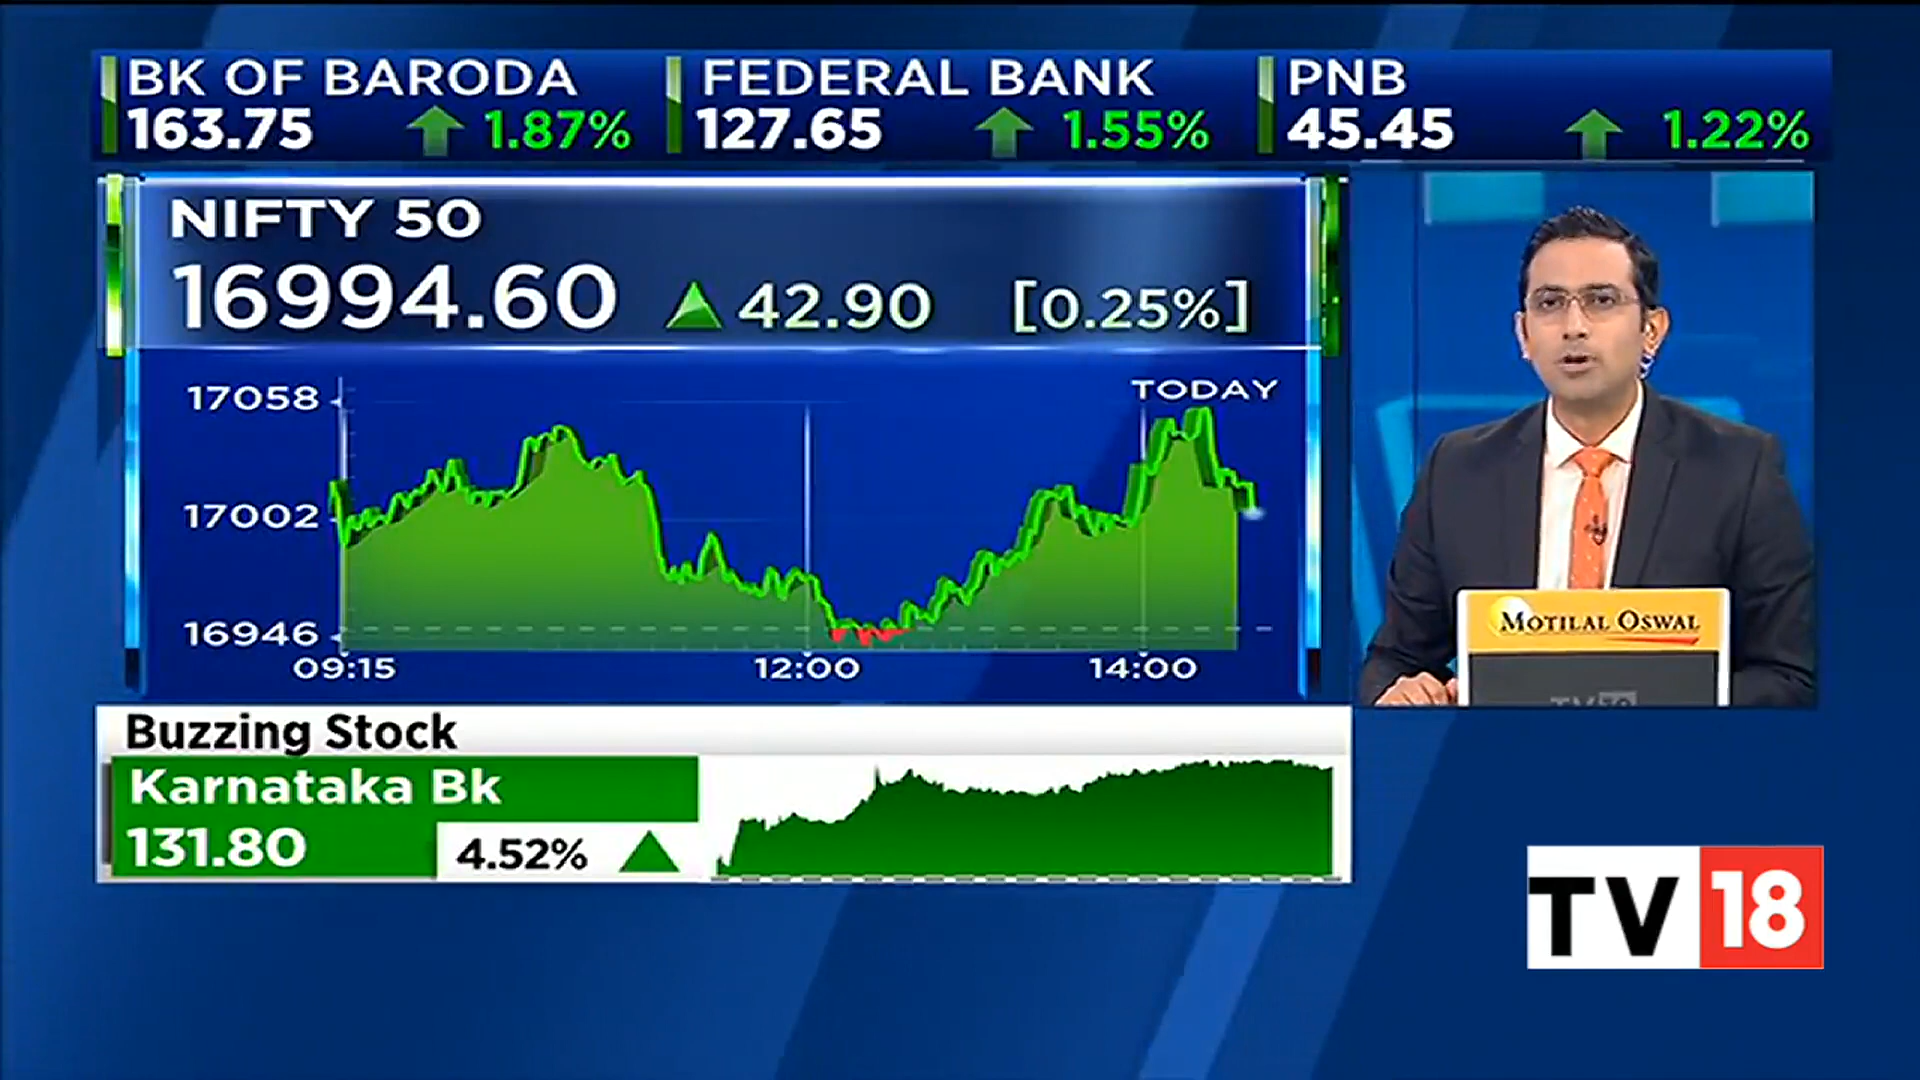 BK OF BARODA
163.75 1.87%
FEDERAL BANK
127.65 1.55%
PNB
45.45 1.22%
NIFTY 50
16994.60 42.90 [0.25%]
TODAY
17058
17002
16946
09:15 12:00 14:00
MOTILAL OSWAL
TV18
Buzzing Stock
Karnataka Bk
131.80 4.52%
TV18